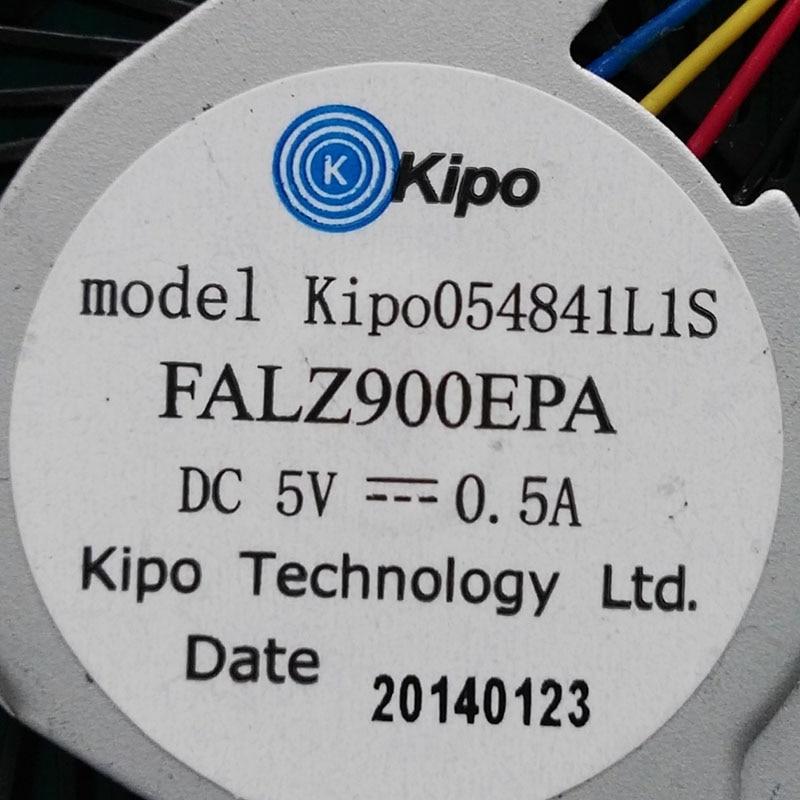 K Kipo
model Kipo054841L1S
FALZ900EPA
DC 5V ⎓ 0.5A
Kipo Technology Ltd.
Date 20140123